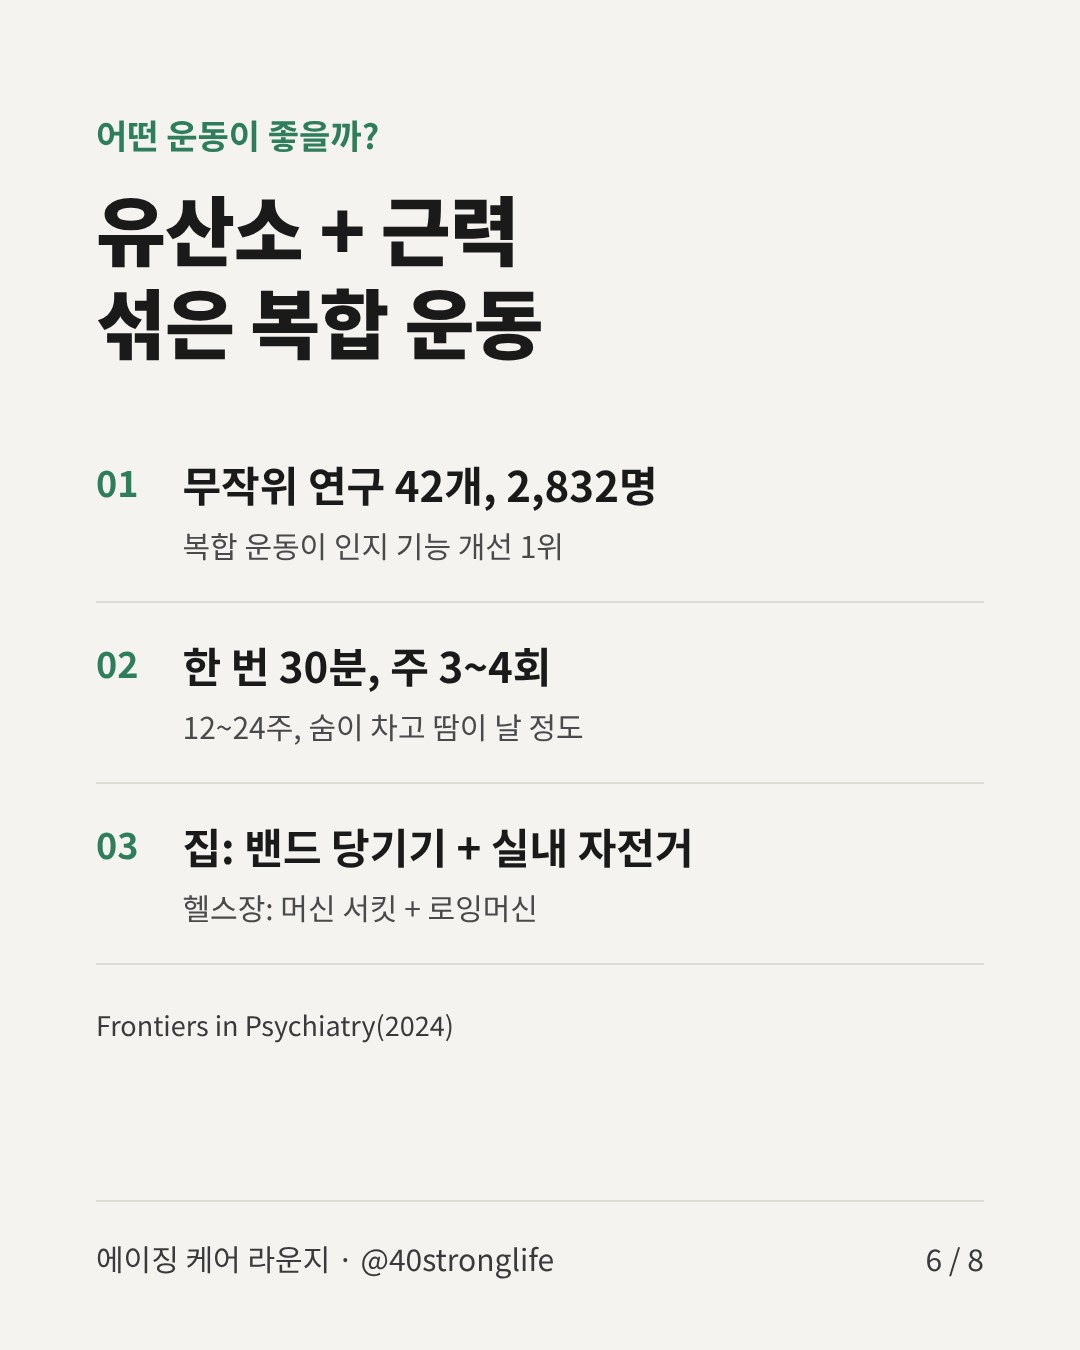 어떤 운동이 좋을까?
유산소 + 근력
섞은 복합 운동
01 무작위 연구 42개, 2,832명
복합 운동이 인지 기능 개선 1위
02 한 번 30분, 주 3~4회
12~24주, 숨이 차고 땀이 날 정도
03 집: 밴드 당기기 + 실내 자전거
헬스장: 머신 서킷 + 로잉머신
Frontiers in Psychiatry(2024)
에이징 케어 라운지 · @40stronglife 6 / 8